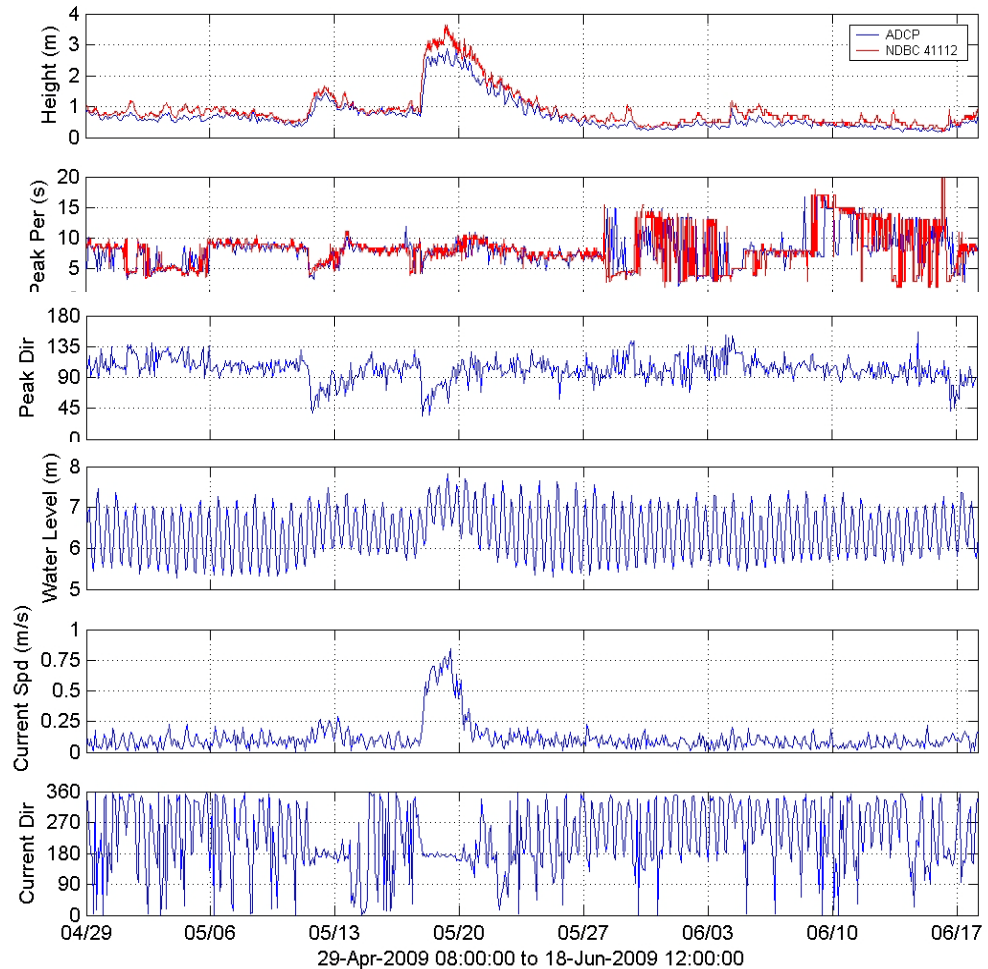 4
3
2
1
0
Height (m)
ADCP
NDBC 41112
20
15
10
5
Peak Per (s)
180
135
90
45
0
Peak Dir
8
7
6
5
Water Level (m)
1
0.75
0.5
0.25
0
Current Spd (m/s)
360
270
180
90
0
Current Dir
04/29 05/06 05/13 05/20 05/27 06/03 06/10 06/17
29-Apr-2009 08:00:00 to 18-Jun-2009 12:00:00